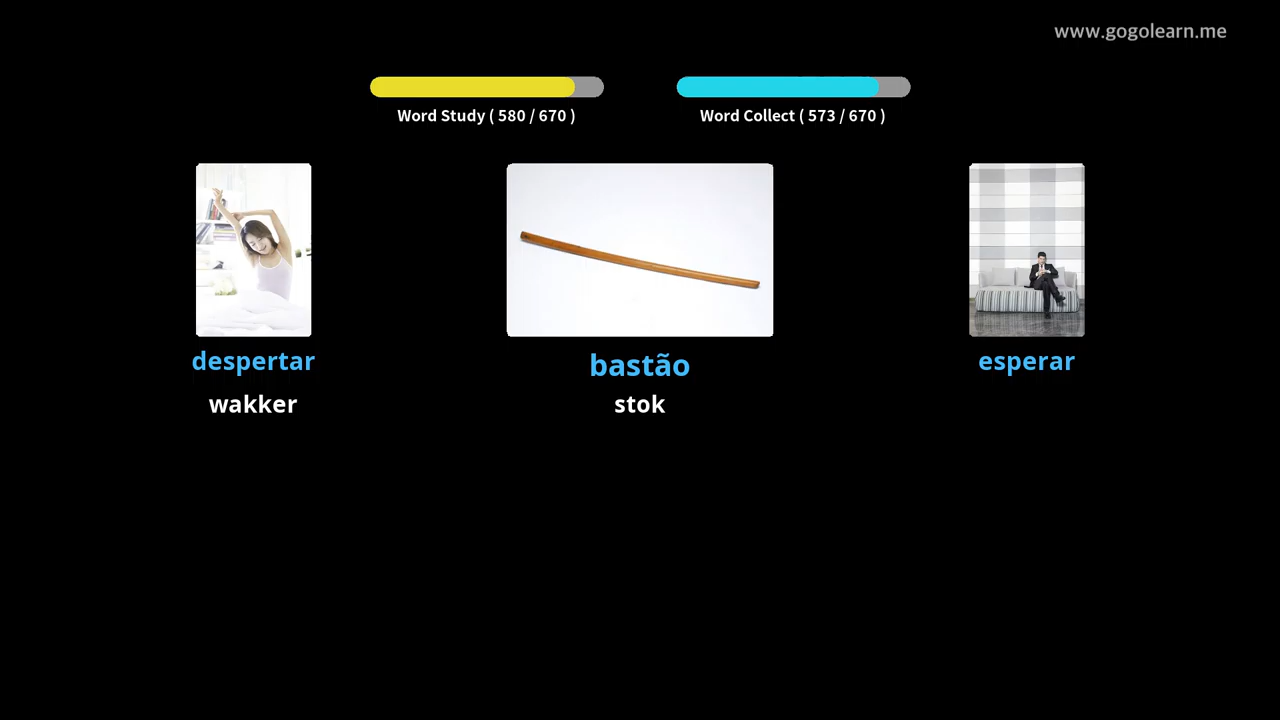 www.gogolearn.me
Word Study ( 580 / 670 )
Word Collect ( 573 / 670 )
despertar
bastão
esperar
wakker
stok